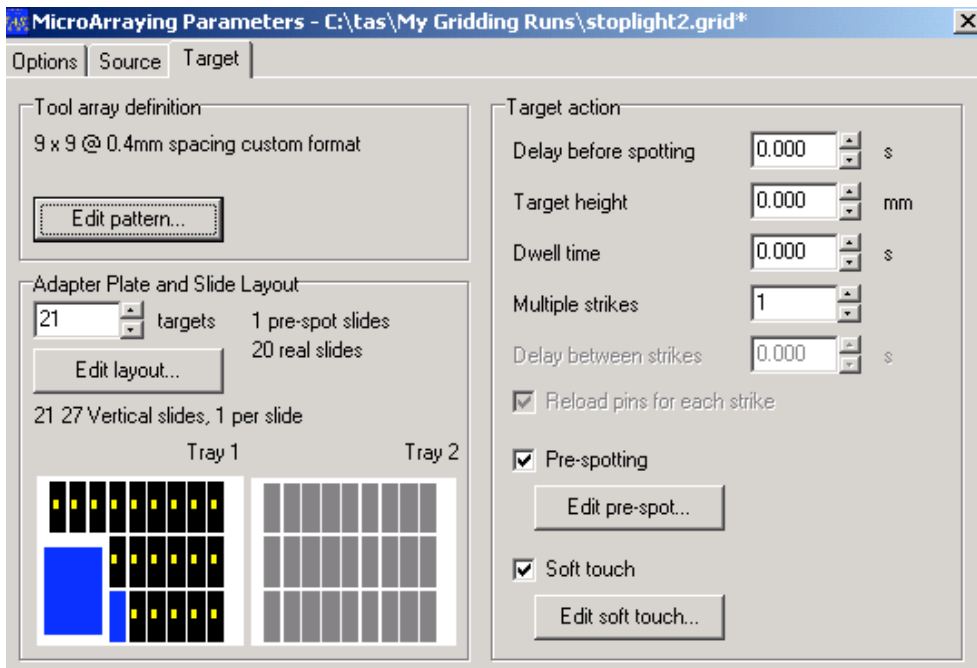 MicroArraying Parameters - C:\tas\My Gridding Runs\stoplight2.grid*
Options Source Target
Tool array definition
9 x 9 @ 0.4mm spacing custom format
Edit pattern...
Adapter Plate and Slide Layout
21 targets 1 pre-spot slides
20 real slides
Edit layout...
21 27 Vertical slides, 1 per slide
Tray 1 Tray 2
Target action
Delay before spotting 0.000 s
Target height 0.000 mm
Dwell time 0.000 s
Multiple strikes 1
Delay between strikes 0.000 s
Reload pins for each strike
Pre-spotting
Edit pre-spot...
Soft touch
Edit soft touch...